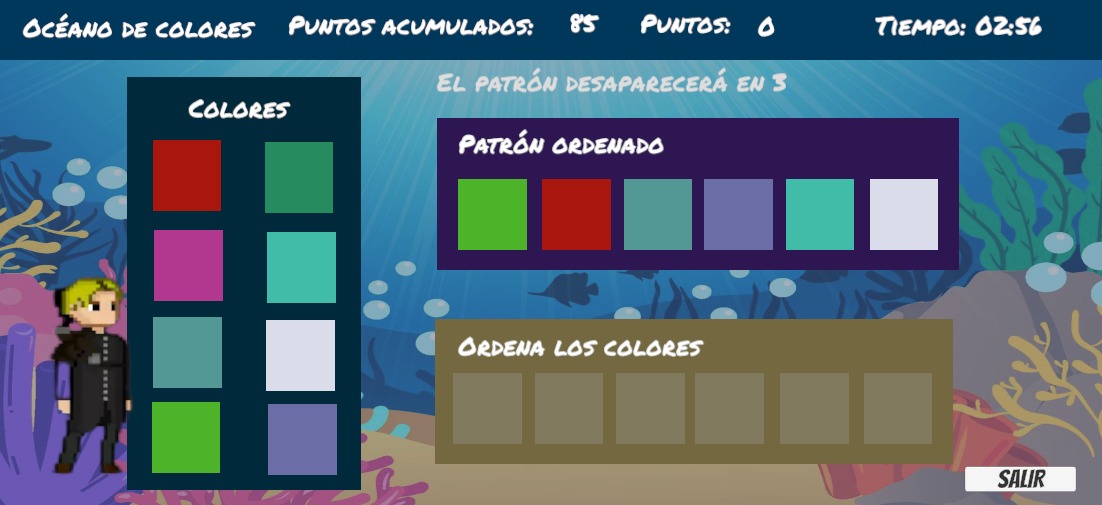 OCÉANO DE COLORES PUNTOS ACUMULADOS: 85 PUNTOS: 0 TIEMPO: 02:56
EL PATRÓN DESAPARECERÁ EN 3
COLORES
PATRÓN ORDENADO
ORDENA LOS COLORES
SALIR